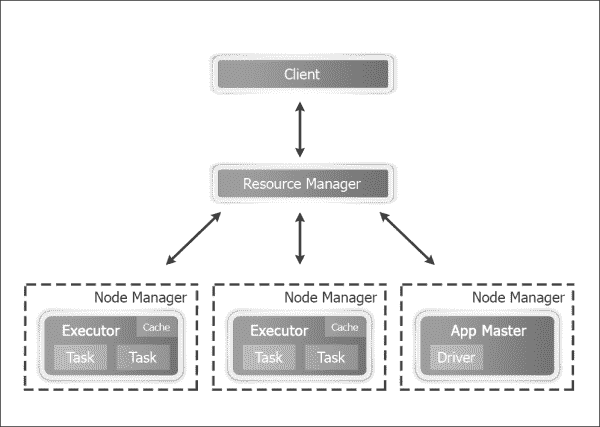 Client
Resource Manager
Node Manager
Executor
Cache
Task Task
Node Manager
Executor
Cache
Task Task
Node Manager
App Master
Driver